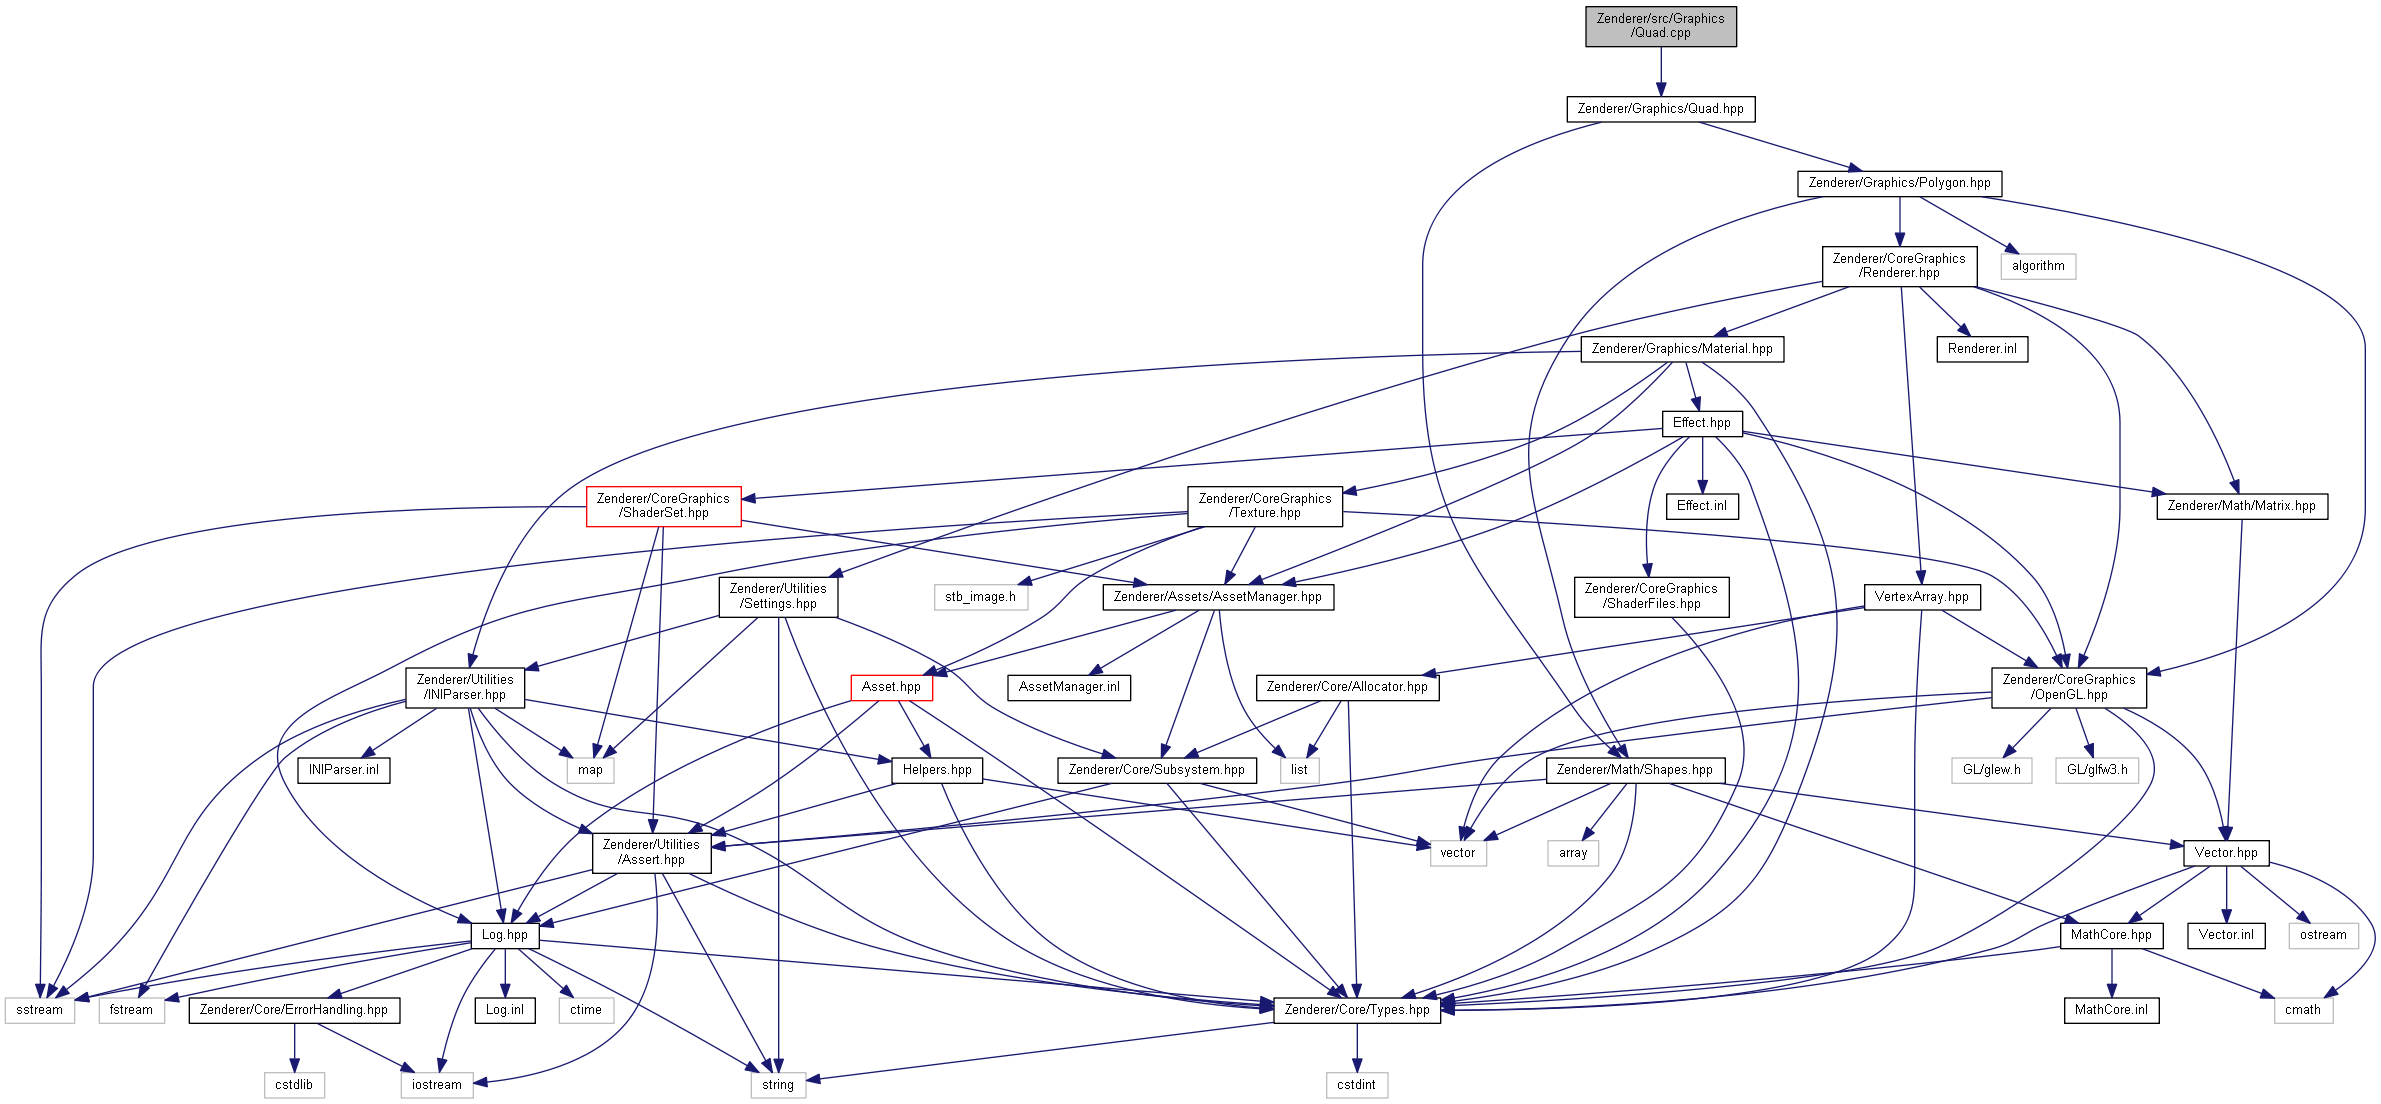 Zenderer/src/Graphics
/Quad.cpp
Zenderer/Graphics/Quad.hpp
Zenderer/Graphics/Polygon.hpp
Zenderer/CoreGraphics
/Renderer.hpp
algorithm
Zenderer/Graphics/Material.hpp
Renderer.inl
Effect.hpp
Zenderer/CoreGraphics
/ShaderSet.hpp
Zenderer/CoreGraphics
/Texture.hpp
Effect.inl
Zenderer/Math/Matrix.hpp
Zenderer/Utilities
/Settings.hpp
stb_image.h
Zenderer/Assets/AssetManager.hpp
Zenderer/CoreGraphics
/ShaderFiles.hpp
VertexArray.hpp
Zenderer/Utilities
/INIParser.hpp
Asset.hpp
AssetManager.inl
Zenderer/Core/Allocator.hpp
Zenderer/CoreGraphics
/OpenGL.hpp
INIParser.inl
map
Helpers.hpp
Zenderer/Core/Subsystem.hpp
list
Zenderer/Math/Shapes.hpp
GL/glew.h
GL/glfw3.h
Zenderer/Utilities
/Assert.hpp
vector
array
Vector.hpp
Log.hpp
MathCore.hpp
Vector.inl
ostream
sstream
fstream
Zenderer/Core/ErrorHandling.hpp
Log.inl
ctime
Zenderer/Core/Types.hpp
MathCore.inl
cmath
cstdlib
iostream
string
cstdint